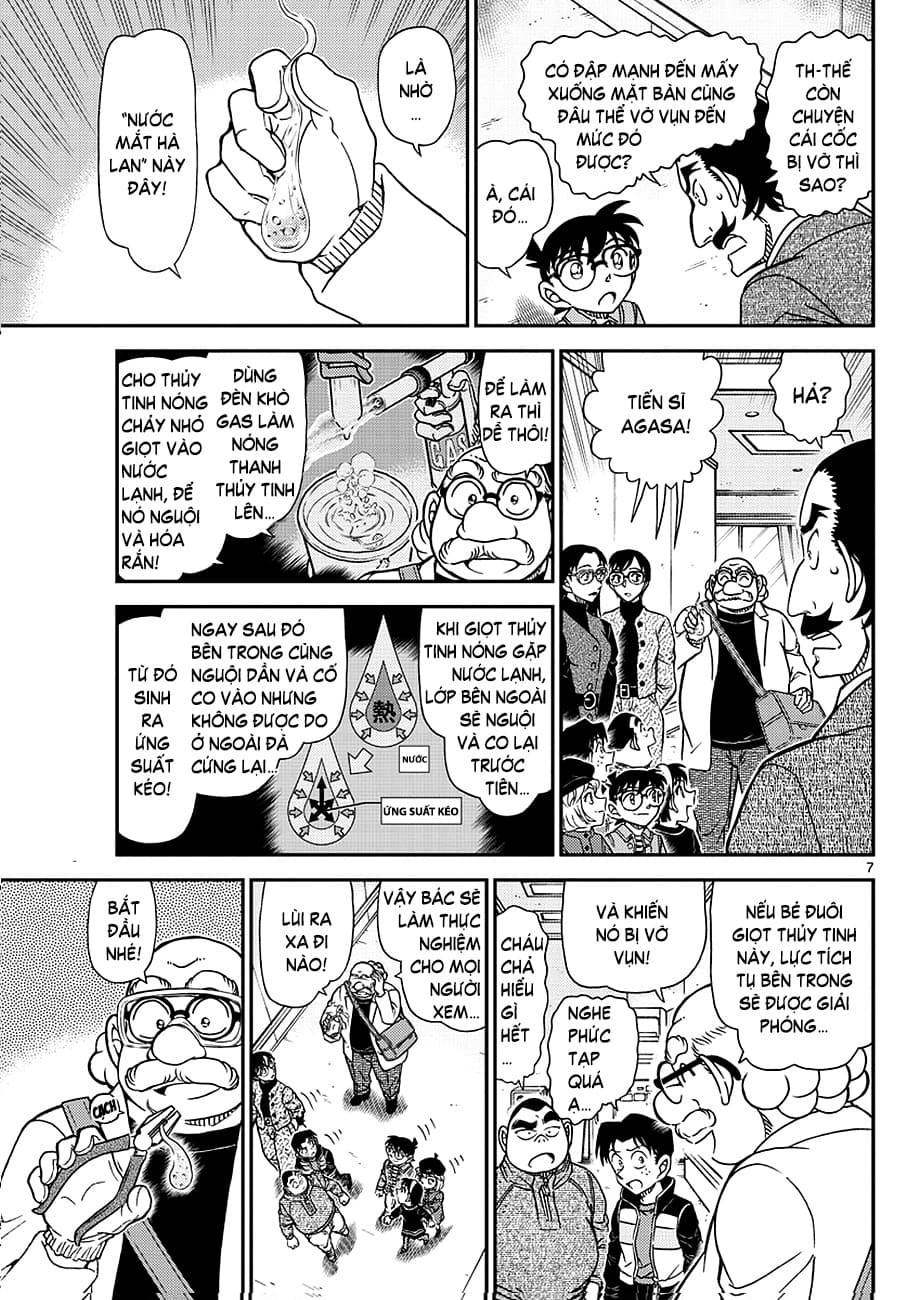 TH-THẾ
CÒN
CHUYỆN
CÁI CỐC
BỊ VỠ THÌ
SAO?
CÓ ĐẬP MẠNH ĐẾN MẤY
XUỐNG MẶT BÀN CŨNG
ĐÂU THỂ VỠ VỤN ĐẾN
MỨC ĐÓ
ĐƯỢC?
À, CÁI
ĐÓ...
LÀ
NHỜ
...
"NƯỚC
MẮT HÀ
LAN" NÀY
ĐÂY!
HẢ?
TIẾN SĨ
AGASA!
ĐỂ LÀM
RA THÌ
DỄ THÔI!
DÙNG
ĐÈN KHÒ
GAS LÀM
NÓNG
THANH
THỦY TINH
LÊN...
GAS
CHO THỦY
TINH NÓNG
CHẢY NHỎ
GIỌT VÀO
NƯỚC
LẠNH, ĐỂ
NÓ NGUỘI
VÀ HÓA
RẮN!
KHI GIỌT THỦY
TINH NÓNG GẶP
NƯỚC LẠNH,
LỚP BÊN NGOÀI
SẼ NGUỘI
VÀ CO LẠI
TRƯỚC
TIÊN...
熱
NƯỚC
ỨNG SUẤT KÉO
NGAY SAU ĐÓ
BÊN TRONG CŨNG
NGUỘI DẦN VÀ CỐ
CO VÀO NHƯNG
KHÔNG ĐƯỢC DO
Ở NGOÀI ĐÃ
CỨNG LẠI...
TỪ ĐÓ
SINH
RA
ỨNG
SUẤT
KÉO!
7
NẾU BẺ ĐUÔI
GIỌT THỦY TINH
NÀY, LỰC TÍCH
TỤ BÊN TRONG
SẼ ĐƯỢC GIẢI
PHÓNG...
VÀ KHIẾN
NÓ BỊ VỠ
VỤN!
NGHE
PHỨC
TẠP
QUÁ
Ạ...
CHÁU
CHẢ
HIỂU
GÌ
HẾT
...
VẬY BÁC SẼ
LÀM THỰC
NGHIỆM
CHO MỌI
NGƯỜI
XEM...
LÙI RA
XA ĐI
NÀO!
BẮT
ĐẦU
NHÉ!
CẠCH